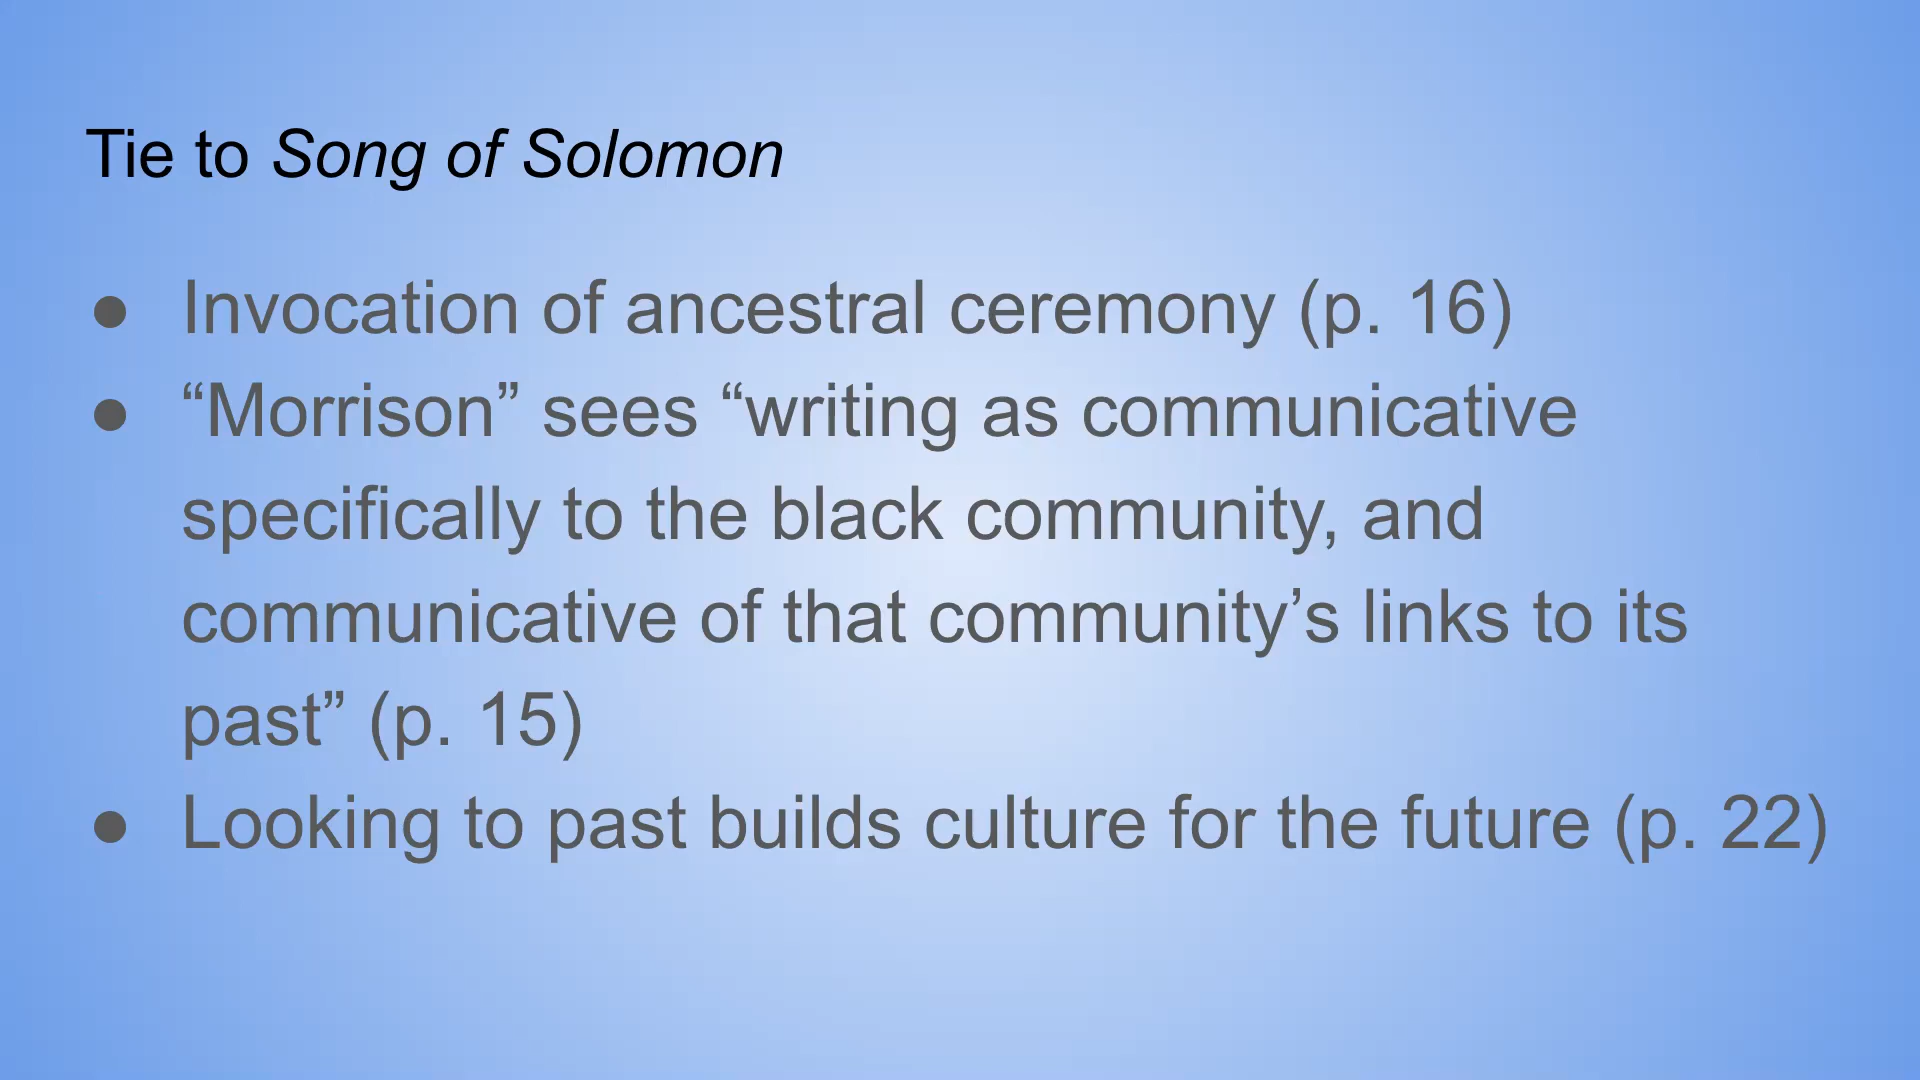 Tie to Song of Solomon
● Invocation of ancestral ceremony (p. 16)
● “Morrison” sees “writing as communicative
specifically to the black community, and
communicative of that community’s links to its
past” (p. 15)
● Looking to past builds culture for the future (p. 22)